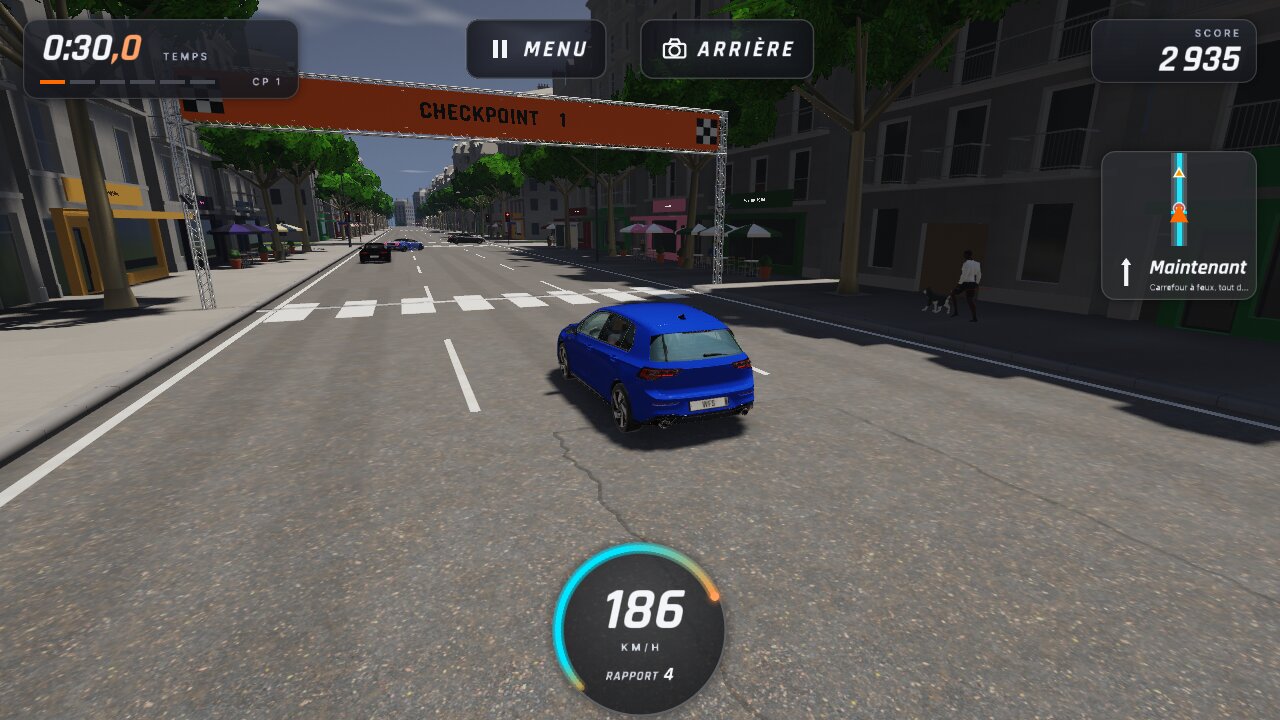 0:30,0 TEMPS
CP 1
MENU
ARRIÈRE
SCORE
2 935
CHECKPOINT 1
Maintenant
Carrefour à feux, tout d...
WFS
186
KM/H
RAPPORT 4